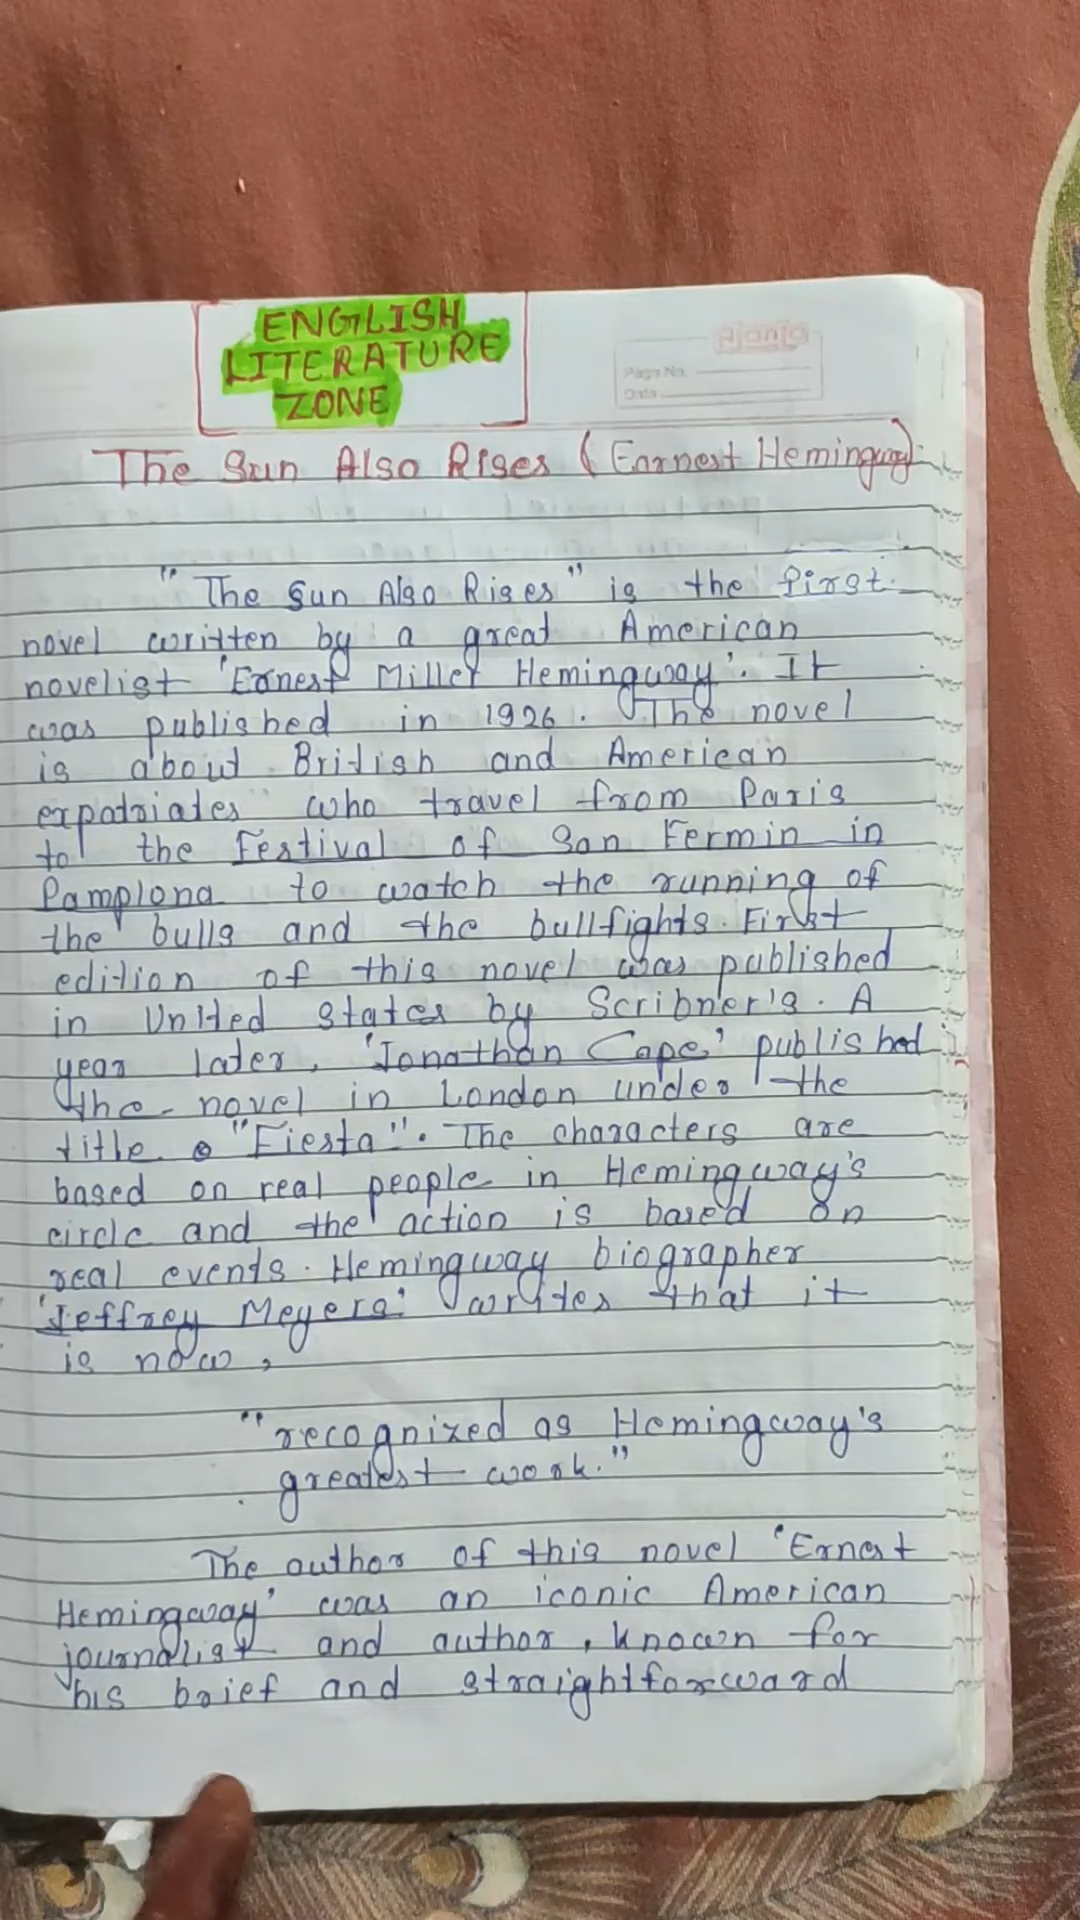 ENGLISH
LITERATURE
ZONE
Page No.
Date
The Sun Also Rises (Earnest Hemingway)
"The Sun Also Rises" is the first
novel written by a great American
novelist 'Ernest Miller Hemingway'. It
was published in 1926. The novel
is about British and American
expatriates who travel from Paris
to the Festival of San Fermin in
Pamplona to watch the running of
the bulls and the bullfights. First
edition of this novel was published
in United States by Scribner's. A
year later, 'Jonathan Cape' published
the novel in London under the
title "Fiesta". The characters are
based on real people in Hemingway's
circle and the action is based on
real events. Hemingway biographer
'Jeffrey Meyers' writes that it
is now,
"recognized as Hemingway's
greatest work."
The author of this novel 'Ernest
Hemingway' was an iconic American
journalist and author, known for
his brief and straightforward